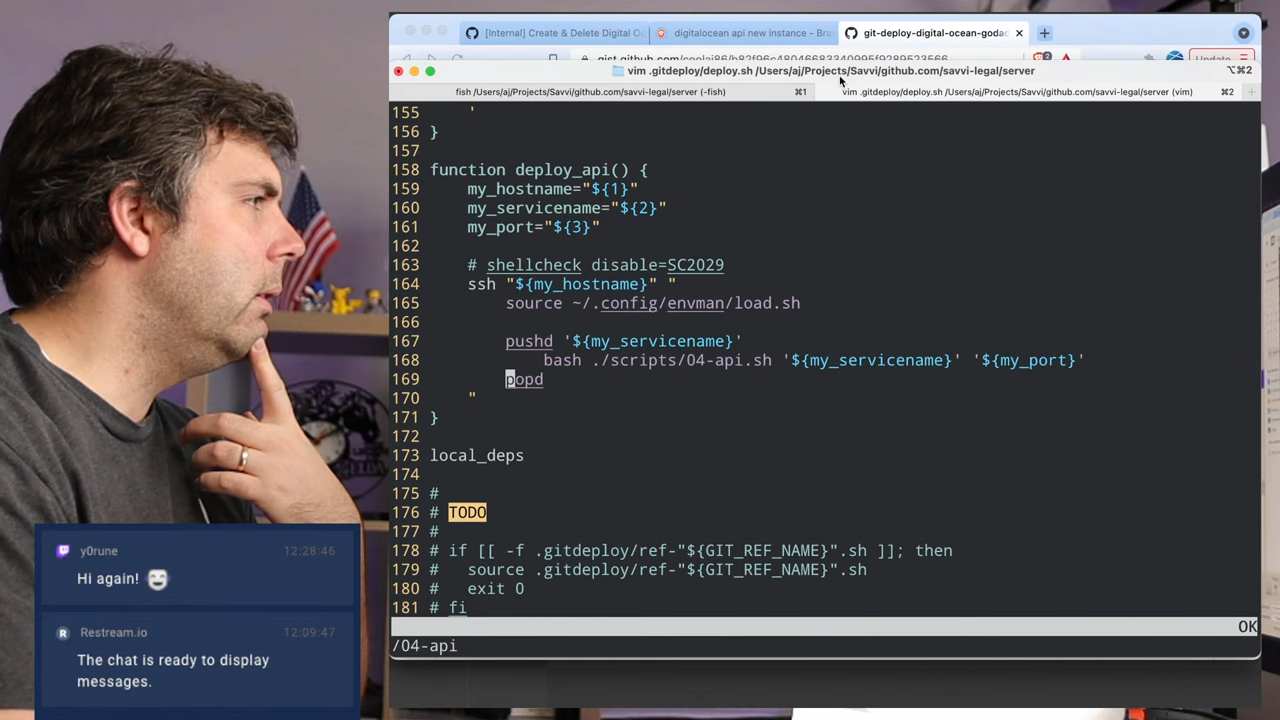 [Internal] Create & Delete Digital Oc
digitalocean api new instance - Bra
git-deploy-digital-ocean-godad
vim .gitdeploy/deploy.sh /Users/aj/Projects/Savvi/github.com/savvi-legal/server
⌥⌘2
fish /Users/aj/Projects/Savvi/github.com/savvi-legal/server (-fish)
⌘1
vim .gitdeploy/deploy.sh /Users/aj/Projects/Savvi/github.com/savvi-legal/server (vim)
⌘2
155 '
156 }
157
158 function deploy_api() {
159 my_hostname="${1}"
160 my_servicename="${2}"
161 my_port="${3}"
162
163 # shellcheck disable=SC2029
164 ssh "${my_hostname}" "
165 source ~/.config/envman/load.sh
166
167 pushd '${my_servicename}'
168 bash ./scripts/04-api.sh '${my_servicename}' '${my_port}'
169 popd
170 "
171 }
172
173 local_deps
174
175 #
176 # TODO
177 #
178 # if [[ -f .gitdeploy/ref-"${GIT_REF_NAME}".sh ]]; then
179 # source .gitdeploy/ref-"${GIT_REF_NAME}".sh
180 # exit 0
181 # fi
OK
/04-api
y0rune 12:28:46
Hi again!
Restream.io 12:09:47
The chat is ready to display
messages.